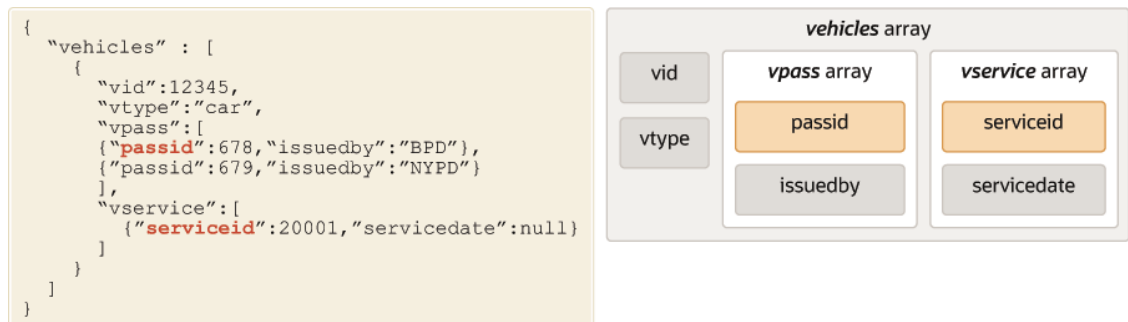 {
“vehicles” : [
{
“vid”:12345,
“vtype”:“car”,
“vpass”:[
{“passid”:678,“issuedby”:”BPD”},
{”passid”:679,”issuedby”:”NYPD”}
],
“vservice”:[
{”serviceid”:20001,”servicedate”:null}
]
}
]
}
vehicles array
vid
vtype
vpass array
passid
issuedby
vservice array
serviceid
servicedate